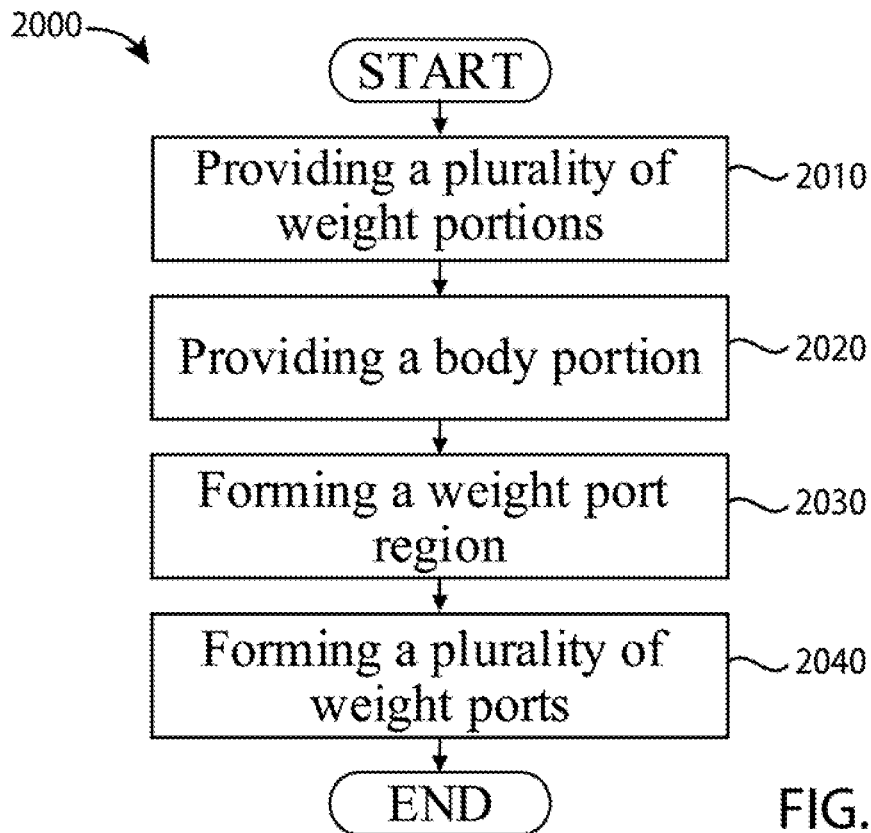 2000
START
Providing a plurality of
weight portions
2010
Providing a body portion
2020
Forming a weight port
region
2030
Forming a plurality of
weight ports
2040
END
FIG.